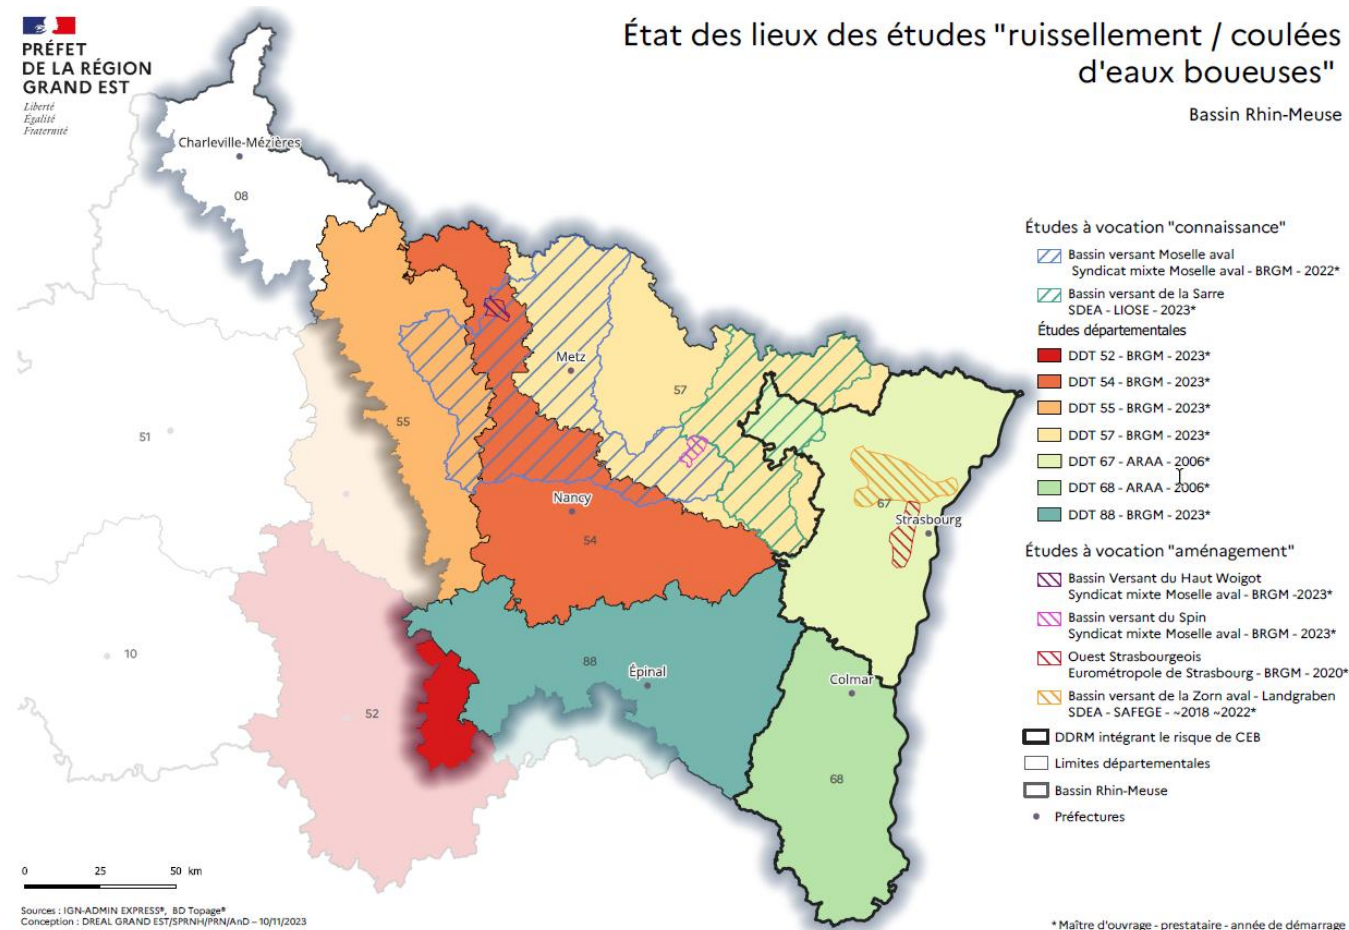 PRÉFET
DE LA RÉGION
GRAND EST
Liberté
Égalité
Fraternité
État des lieux des études "ruissellement / coulées
d'eaux boueuses"
Bassin Rhin-Meuse
Charleville-Mézières
08
55
Metz
57
51
Nancy
54
67
Strasbourg
10
88
Épinal
Colmar
52
68
Études à vocation "connaissance"
Bassin versant Moselle aval
Syndicat mixte Moselle aval - BRGM - 2022*
Bassin versant de la Sarre
SDEA - LIOSE - 2023*
Études départementales
DDT 52 - BRGM - 2023*
DDT 54 - BRGM - 2023*
DDT 55 - BRGM - 2023*
DDT 57 - BRGM - 2023*
DDT 67 - ARAA - 2006*
DDT 68 - ARAA - 2006*
DDT 88 - BRGM - 2023*
Études à vocation "aménagement"
Bassin Versant du Haut Woigot
Syndicat mixte Moselle aval - BRGM -2023*
Bassin versant du Spin
Syndicat mixte Moselle aval - BRGM - 2023*
Ouest Strasbourgeois
Eurométropole de Strasbourg - BRGM - 2020*
Bassin versant de la Zorn aval - Landgraben
SDEA - SAFEGE - ~2018 ~2022*
DDRM intégrant le risque de CEB
Limites départementales
Bassin Rhin-Meuse
Préfectures
0 25 50 km
Sources : IGN-ADMIN EXPRESS®, BD Topage®
Conception : DREAL GRAND EST/SPRNH/PRN/AnD – 10/11/2023
* Maître d'ouvrage - prestataire - année de démarrage